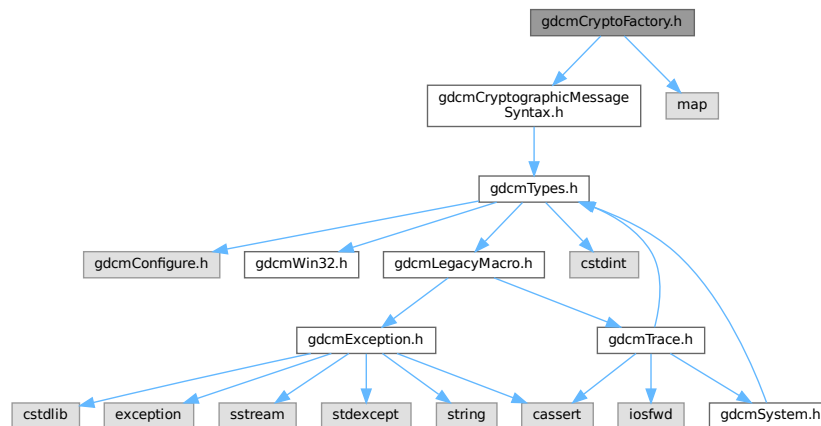 gdcmCryptoFactory.h
gdcmCryptographicMessage
Syntax.h
map
gdcmTypes.h
gdcmConfigure.h
gdcmWin32.h
gdcmLegacyMacro.h
cstdint
gdcmException.h
gdcmTrace.h
cstdlib
exception
sstream
stdexcept
string
cassert
iosfwd
gdcmSystem.h